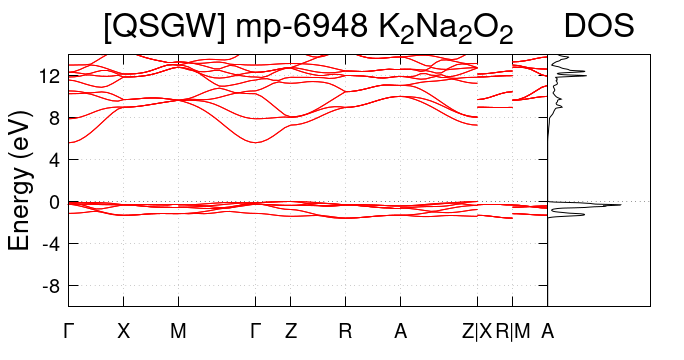 [QSGW] mp-6948 K₂Na₂O₂ DOS
Energy (eV)
12
8
4
0
-4
-8
Γ X M Γ Z R A Z|X R|M A